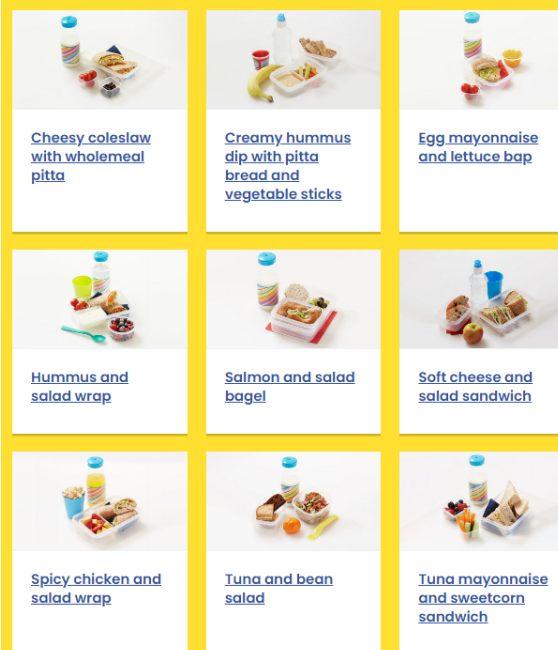 Cheesy coleslaw
with wholemeal
pitta
Creamy hummus
dip with pitta
bread and
vegetable sticks
Egg mayonnaise
and lettuce bap
Hummus and
salad wrap
Salmon and salad
bagel
Soft cheese and
salad sandwich
Spicy chicken and
salad wrap
Tuna and bean
salad
Tuna mayonnaise
and sweetcorn
sandwich